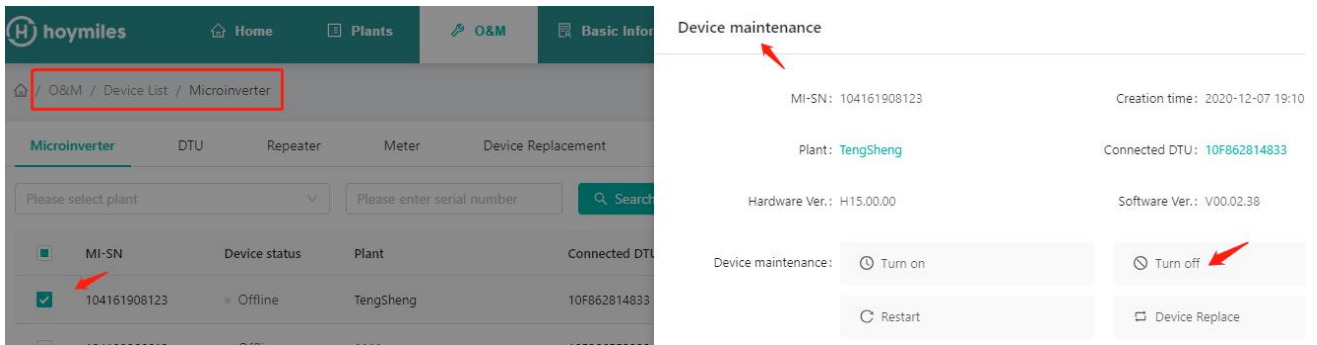 hoymiles Home Plants O&M Basic Infor
/ O&M / Device List / Microinverter
Microinverter DTU Repeater Meter Device Replacement
Please select plant Please enter serial number Search
MI-SN Device status Plant Connected DTU
104161908123 Offline TengSheng 10F862814833
Device maintenance
MI-SN: 104161908123 Creation time: 2020-12-07 19:10
Plant: TengSheng Connected DTU: 10F862814833
Hardware Ver.: H15.00.00 Software Ver.: V00.02.38
Device maintenance: Turn on Turn off
Restart Device Replace